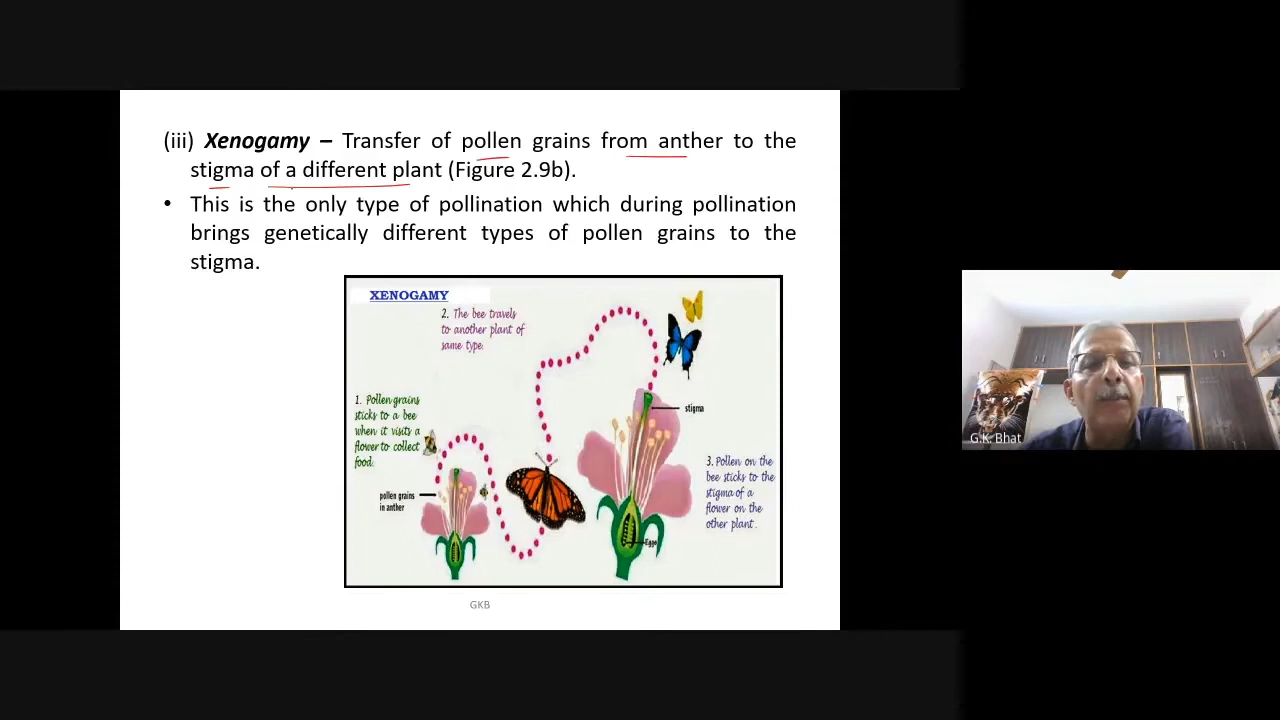 (iii) Xenogamy – Transfer of pollen grains from anther to the
stigma of a different plant (Figure 2.9b).
• This is the only type of pollination which during pollination
brings genetically different types of pollen grains to the
stigma.
XENOGAMY
2. The bee travels
to another plant of
same type.
1. Pollen grains
sticks to a bee
when it visits a
flower to collect
food.
pollen grains
in anther
stigma
3. Pollen on the
bee sticks to the
stigma of a
flower on the
other plant.
Eggs
GKB
G.K. Bhat